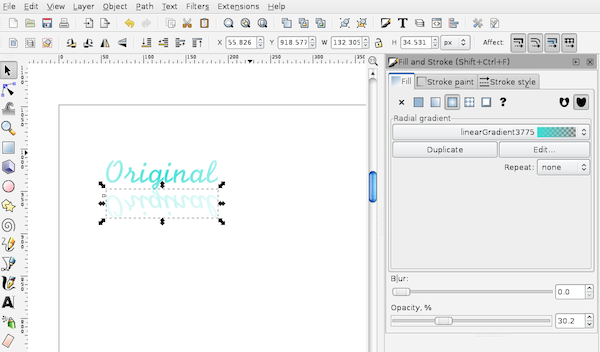 File Edit View Layer Object Path Text Filters Extensions Help
X 55.826 Y 918.577 W 132.305 H 34.531 px Affect:
Fill and Stroke (Shift+Ctrl+F)
Fill Stroke paint Stroke style
?
Radial gradient
linearGradient3775
Duplicate Edit...
Repeat: none
Original
Original
Blur:
0.0
Opacity, %
30.2